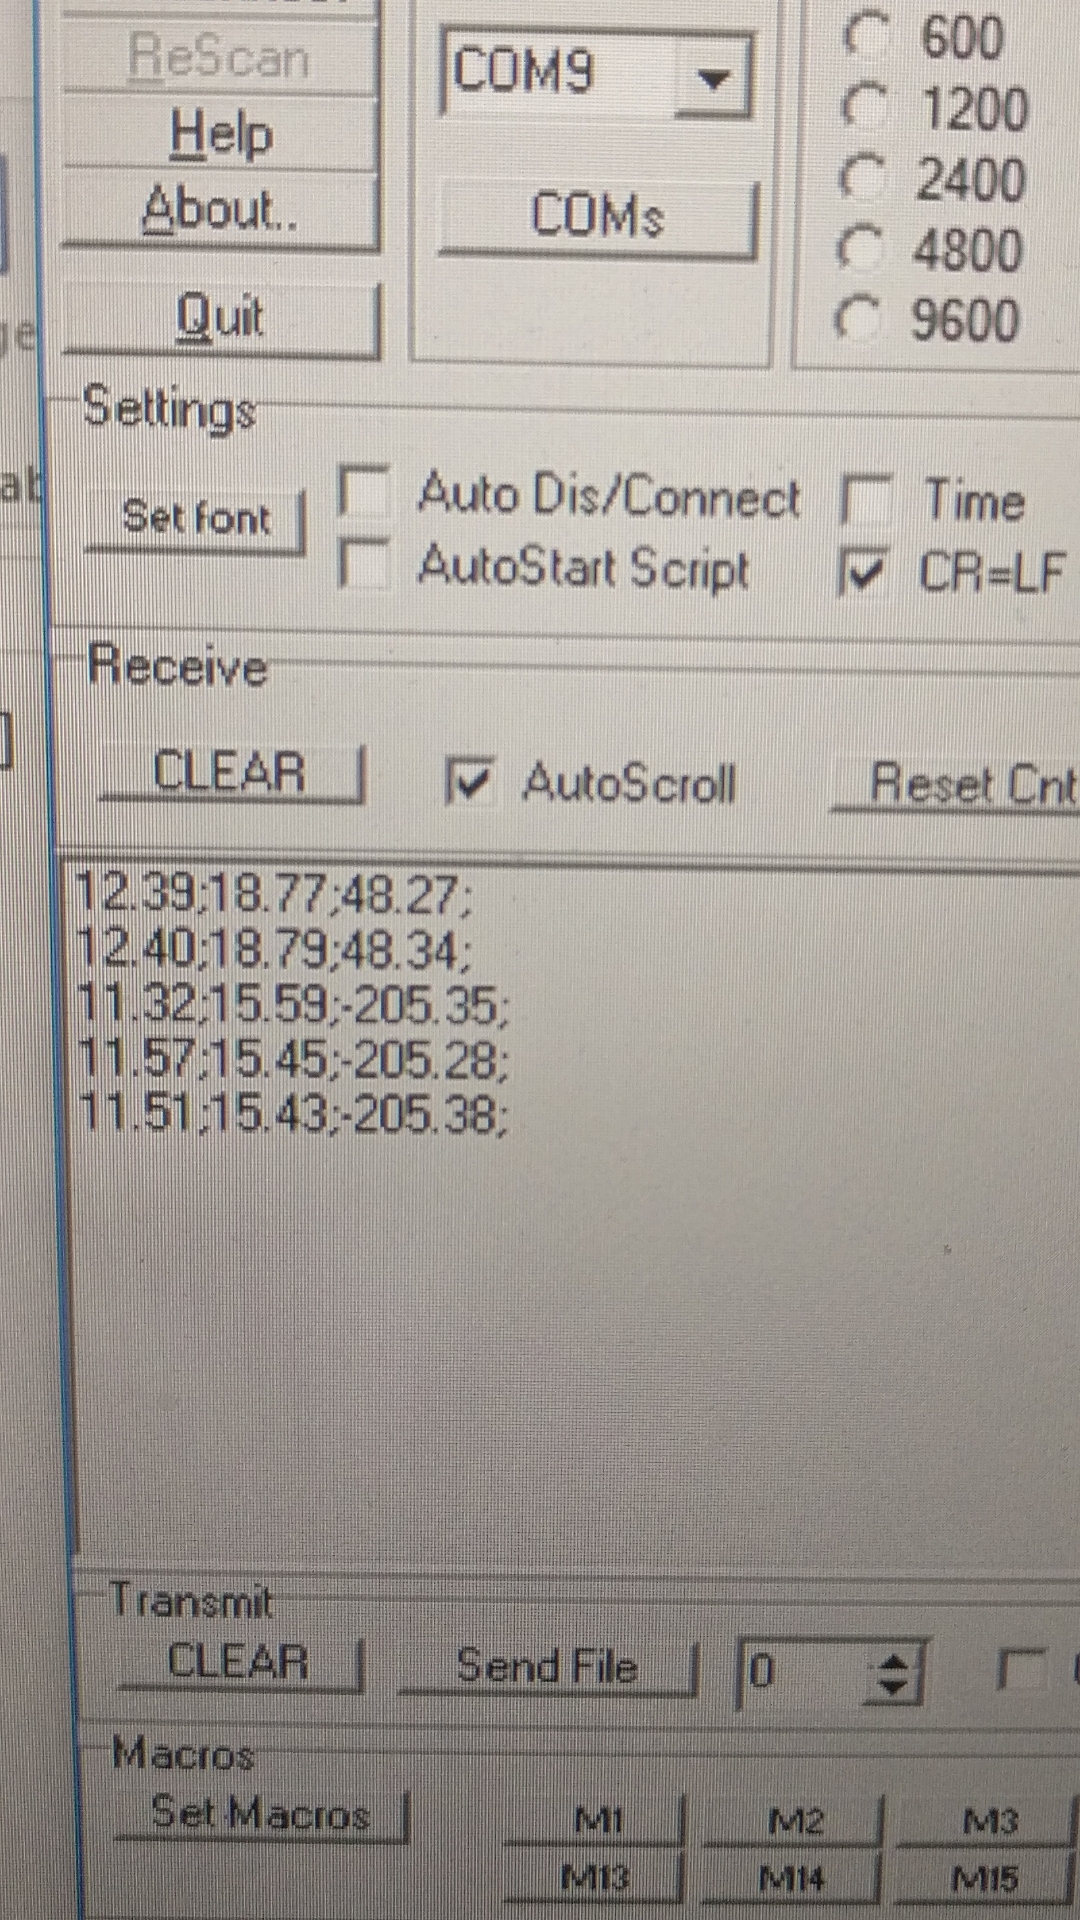 ReScan
Help
About..
Quit
COM9
COMs
600
1200
2400
4800
9600
Settings
Set font
Auto Dis/Connect
AutoStart Script
Time
CR=LF
Receive
CLEAR
AutoScroll
Reset Cnt
12.39;18.77;48.27;
12.40;18.79;48.34;
11.32;15.59;-205.35;
11.57;15.45;-205.28;
11.51;15.43;-205.38;
Transmit
CLEAR
Send File
0
Macros
Set Macros
M1
M2
M3
M13
M14
M15